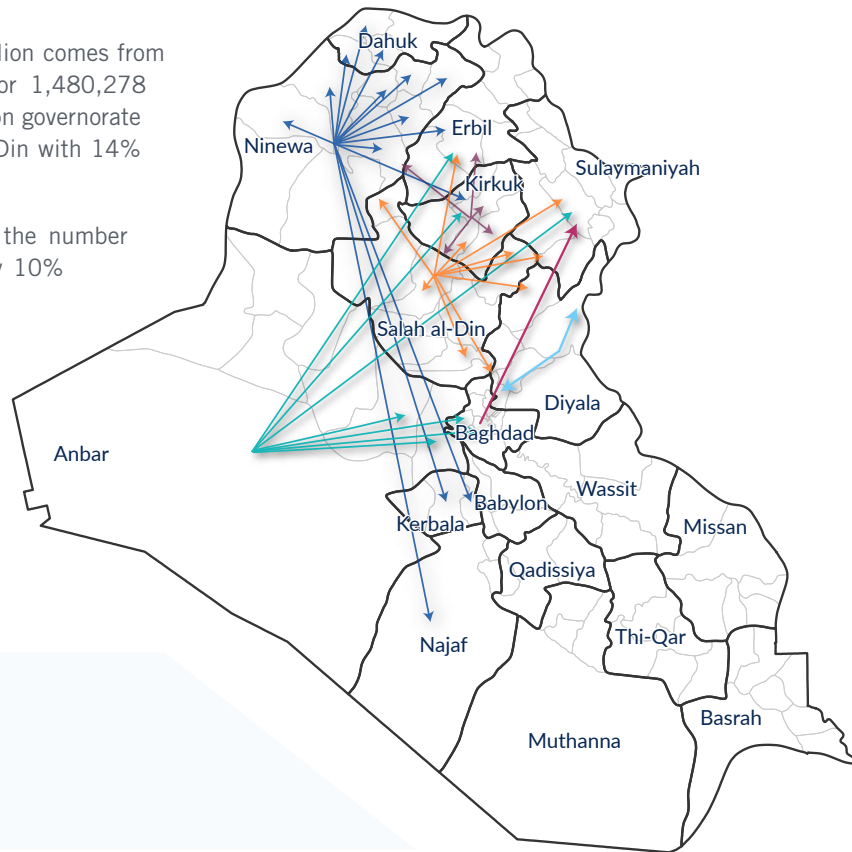 lion comes from
or 1,480,278
on governorate
Din with 14%
the number
10%
Dahuk
Ninewa
Erbil
Kirkuk
Sulaymaniyah
Salah al-Din
Diyala
Baghdad
Anbar
Wassit
Babylon
Kerbala
Missan
Qadissiya
Najaf
Thi-Qar
Basrah
Muthanna